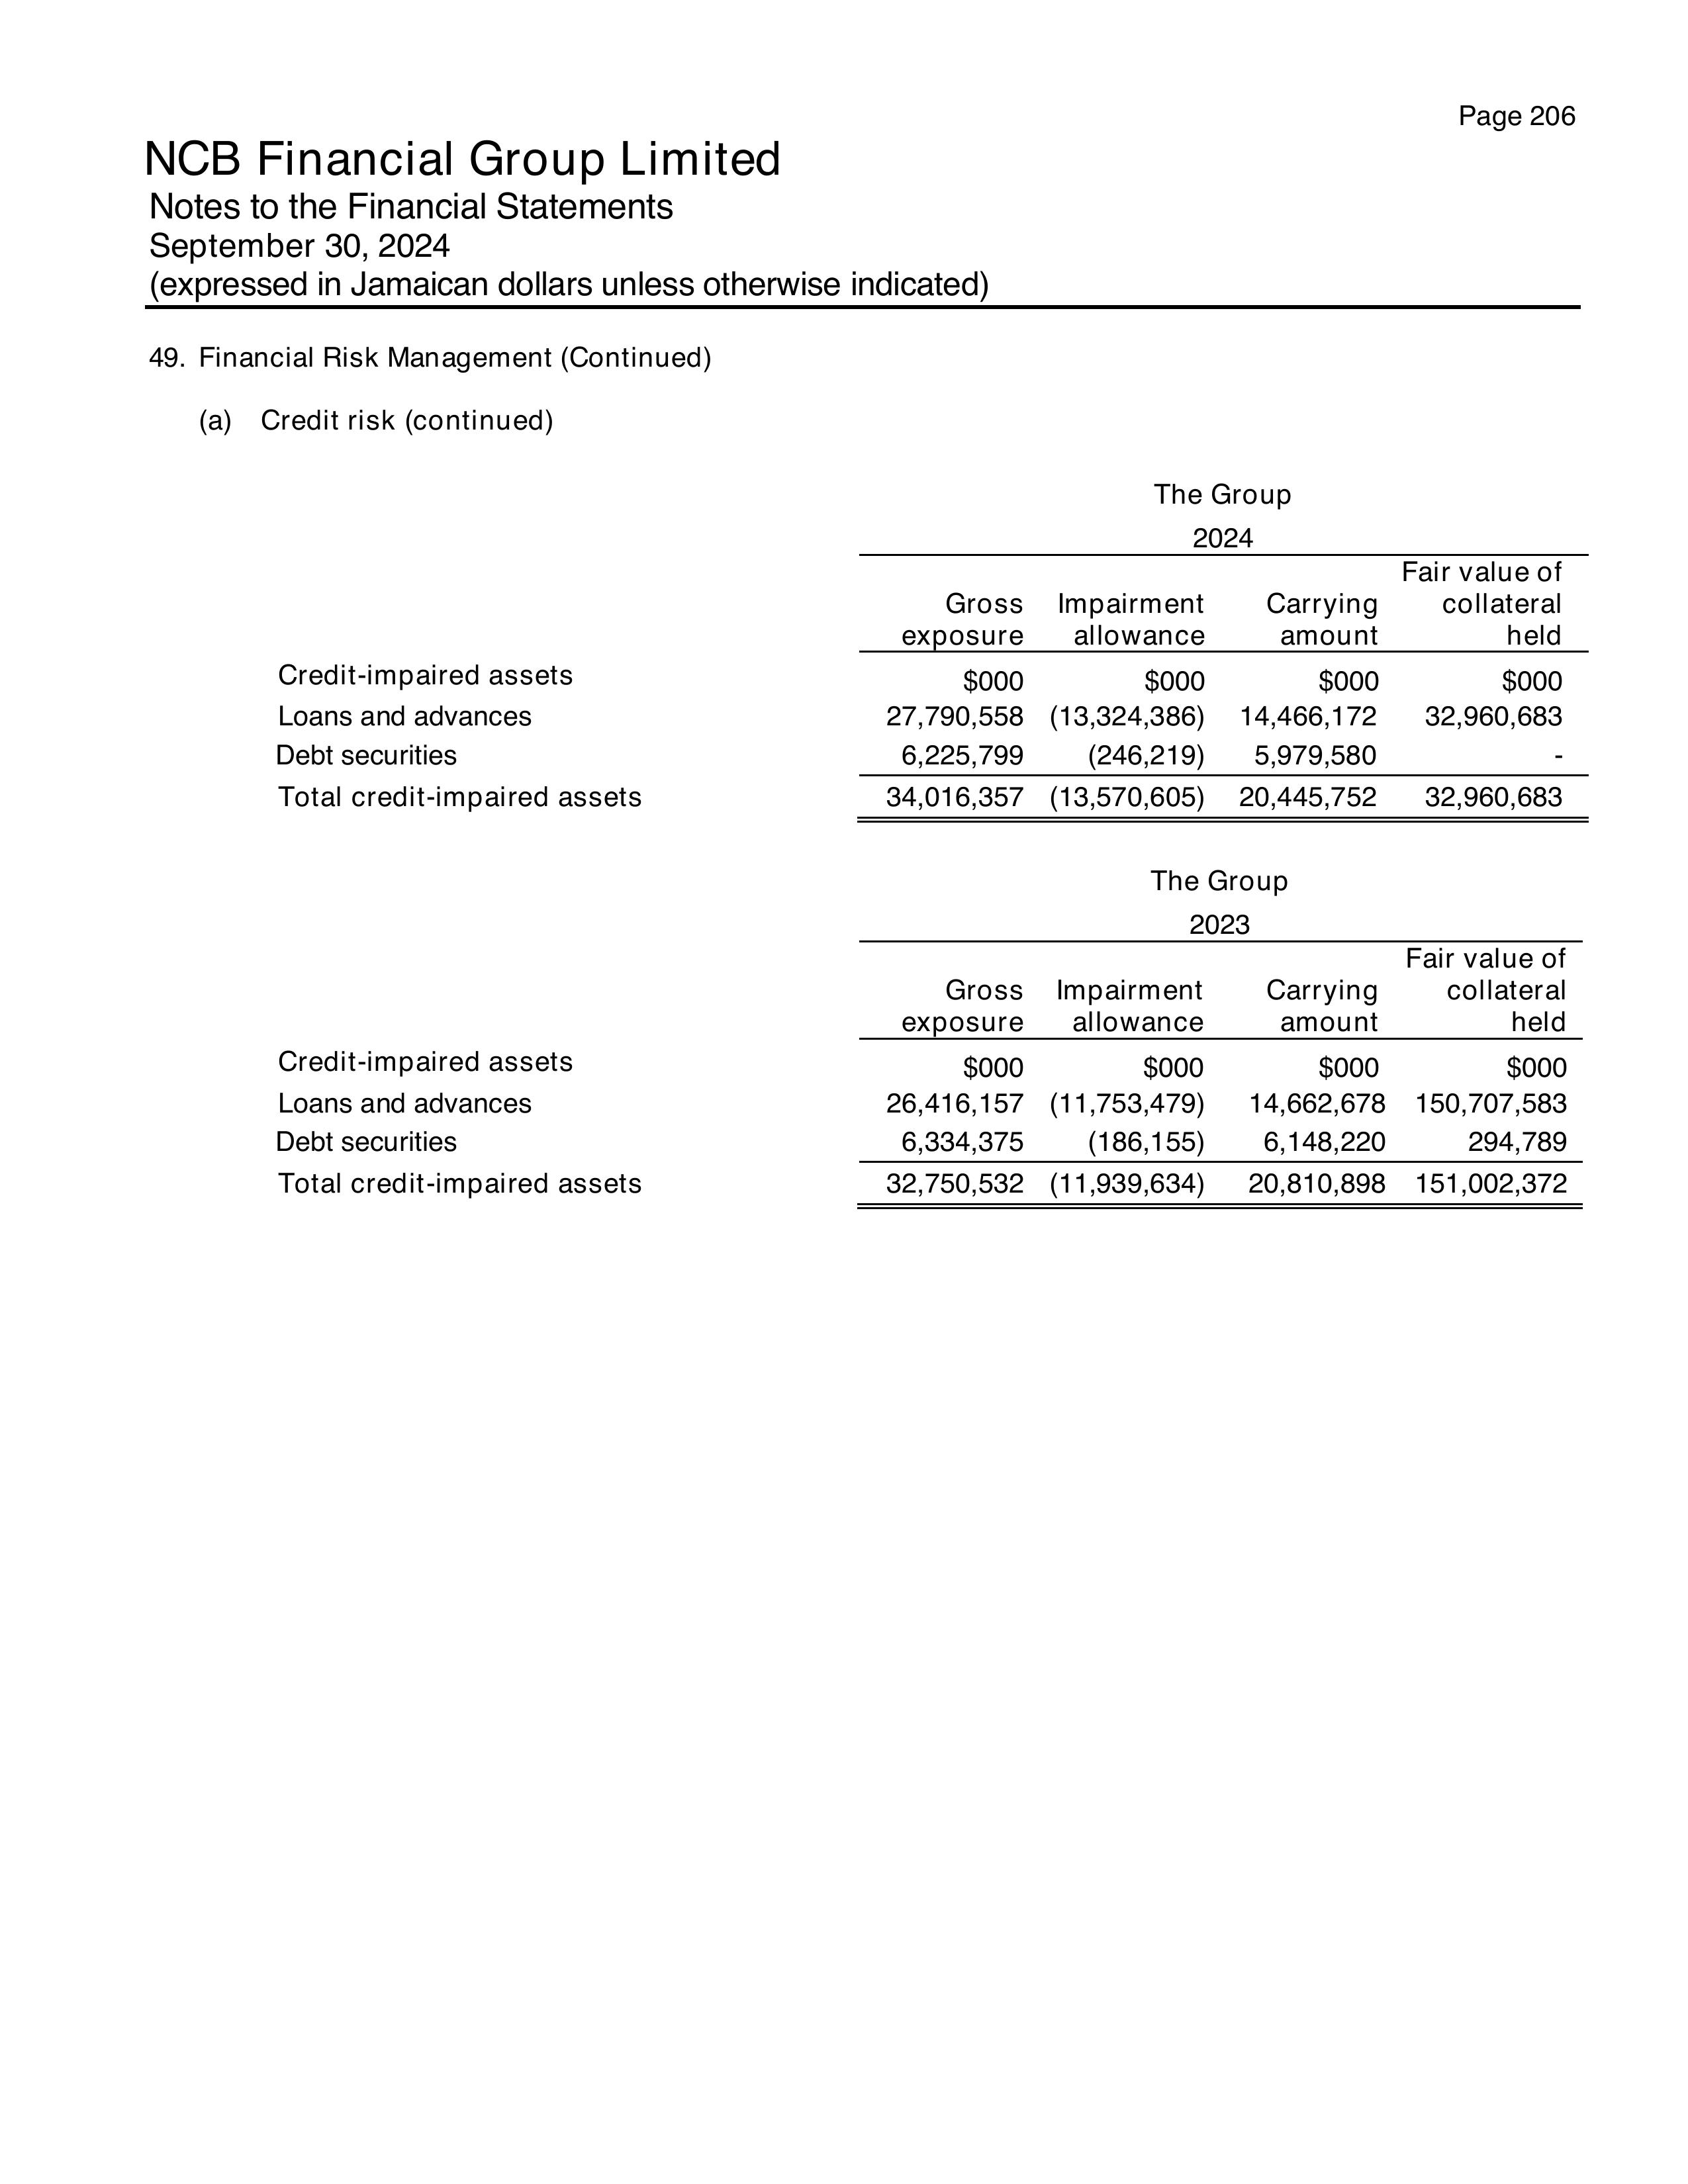 Page 206
NCB Financial Group Limited
Notes to the Financial Statements
September 30, 2024
(expressed in Jamaican dollars unless otherwise indicated)
49. Financial Risk Management (Continued)
(a) Credit risk (continued)
The Group
2024
Fair value of
Gross Impairment Carrying collateral
exposure allowance amount held
Credit-impaired assets $000 $000 $000 $000
Loans and advances 27,790,558 (13,324,386) 14,466,172 32,960,683
Debt securities 6,225,799 (246,219) 5,979,580 -
Total credit-impaired assets 34,016,357 (13,570,605) 20,445,752 32,960,683
The Group
2023
Fair value of
Gross Impairment Carrying collateral
exposure allowance amount held
Credit-impaired assets $000 $000 $000 $000
Loans and advances 26,416,157 (11,753,479) 14,662,678 150,707,583
Debt securities 6,334,375 (186,155) 6,148,220 294,789
Total credit-impaired assets 32,750,532 (11,939,634) 20,810,898 151,002,372